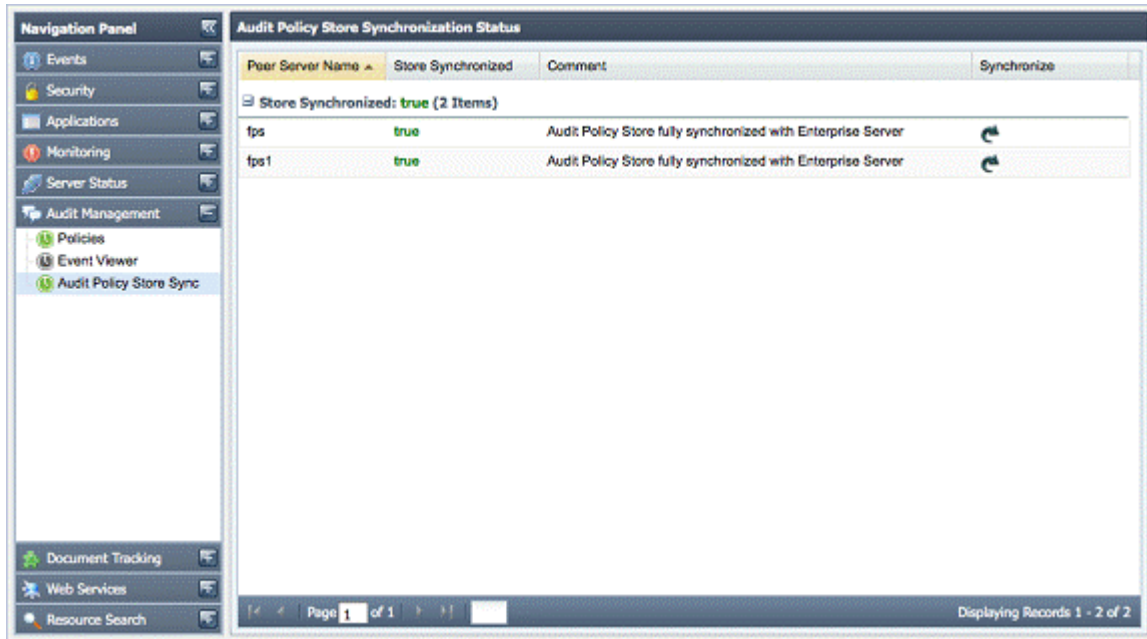 Navigation Panel
Events
Security
Applications
Monitoring
Server Status
Audit Management
Policies
Event Viewer
Audit Policy Store Sync
Document Tracking
Web Services
Resource Search
Audit Policy Store Synchronization Status
Peer Server Name Store Synchronized Comment Synchronize
Store Synchronized: true (2 Items)
fps true Audit Policy Store fully synchronized with Enterprise Server
fps1 true Audit Policy Store fully synchronized with Enterprise Server
Page 1 of 1 Displaying Records 1 - 2 of 2